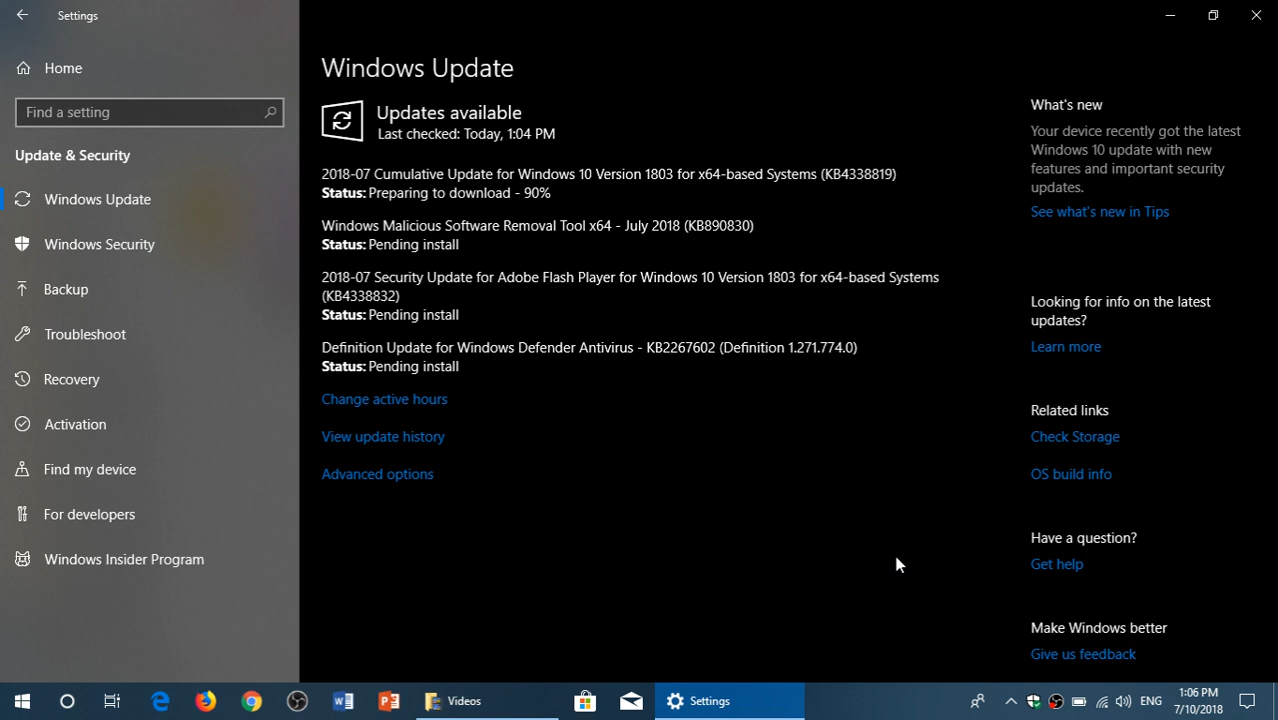 Settings
Home
Find a setting
Update & Security
Windows Update
Windows Security
Backup
Troubleshoot
Recovery
Activation
Find my device
For developers
Windows Insider Program
Windows Update
Updates available
Last checked: Today, 1:04 PM
2018-07 Cumulative Update for Windows 10 Version 1803 for x64-based Systems (KB4338819)
Status: Preparing to download - 90%
Windows Malicious Software Removal Tool x64 - July 2018 (KB890830)
Status: Pending install
2018-07 Security Update for Adobe Flash Player for Windows 10 Version 1803 for x64-based Systems
(KB4338832)
Status: Pending install
Definition Update for Windows Defender Antivirus - KB2267602 (Definition 1.271.774.0)
Status: Pending install
Change active hours
View update history
Advanced options
What's new
Your device recently got the latest
Windows 10 update with new
features and important security
updates.
See what's new in Tips
Looking for info on the latest
updates?
Learn more
Related links
Check Storage
OS build info
Have a question?
Get help
Make Windows better
Give us feedback
Videos
Settings
ENG
1:06 PM
7/10/2018